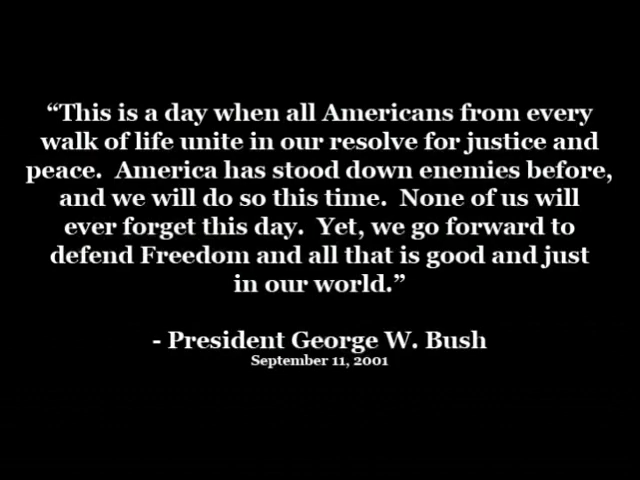 “This is a day when all Americans from every
walk of life unite in our resolve for justice and
peace.  America has stood down enemies before,
and we will do so this time.  None of us will
ever forget this day.  Yet, we go forward to
defend Freedom and all that is good and just
in our world.”
- President George W. Bush
September 11, 2001